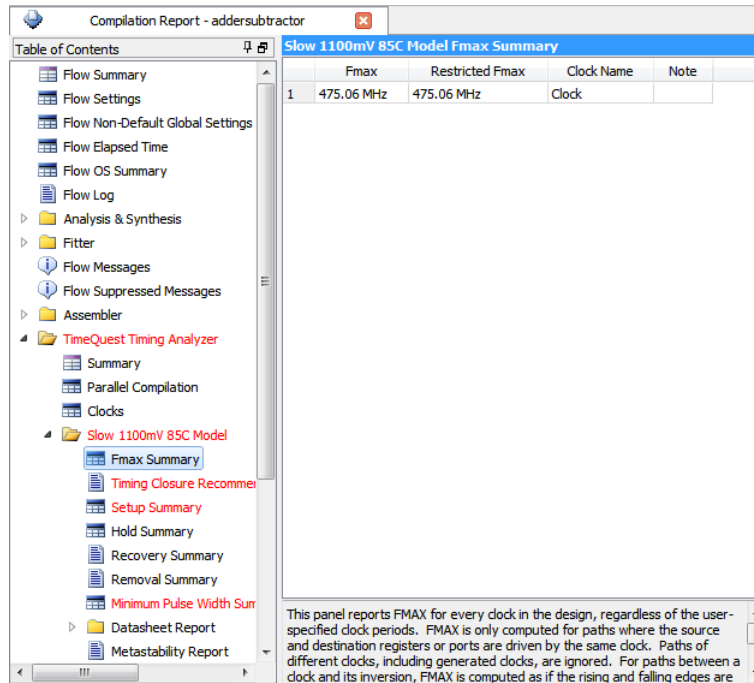 Compilation Report - addersubtractor
Table of Contents
Flow Summary
Flow Settings
Flow Non-Default Global Settings
Flow Elapsed Time
Flow OS Summary
Flow Log
Analysis & Synthesis
Fitter
Flow Messages
Flow Suppressed Messages
Assembler
TimeQuest Timing Analyzer
Summary
Parallel Compilation
Clocks
Slow 1100mV 85C Model
Fmax Summary
Timing Closure Recommen
Setup Summary
Hold Summary
Recovery Summary
Removal Summary
Minimum Pulse Width Sum
Datasheet Report
Metastability Report
Slow 1100mV 85C Model Fmax Summary
Fmax Restricted Fmax Clock Name Note
1 475.06 MHz 475.06 MHz Clock
This panel reports FMAX for every clock in the design, regardless of the user-
specified clock periods. FMAX is only computed for paths where the source
and destination registers or ports are driven by the same clock. Paths of
different clocks, including generated clocks, are ignored. For paths between a
clock and its inversion, FMAX is computed as if the rising and falling edges are